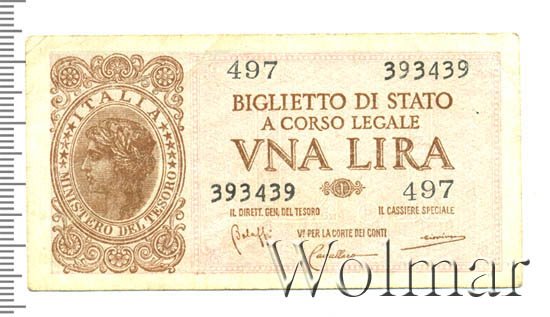 497 393439
BIGLIETTO DI STATO
A CORSO LEGALE
VNA LIRA
393439 497
IL DIRETT. GEN. DEL TESORO IL CASSIERE SPECIALE
Vº PER LA CORTE DEI CONTI
ITALIA
MINISTERO DEL TESORO
Wolmar